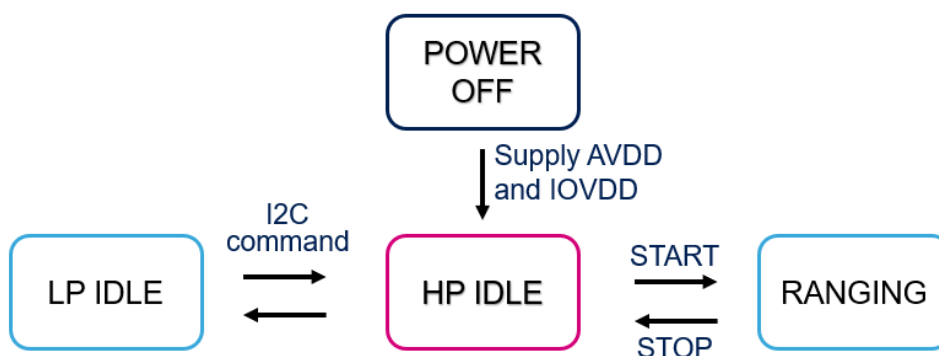 POWER
OFF
Supply AVDD
and IOVDD
I2C
command
LP IDLE
HP IDLE
START
STOP
RANGING